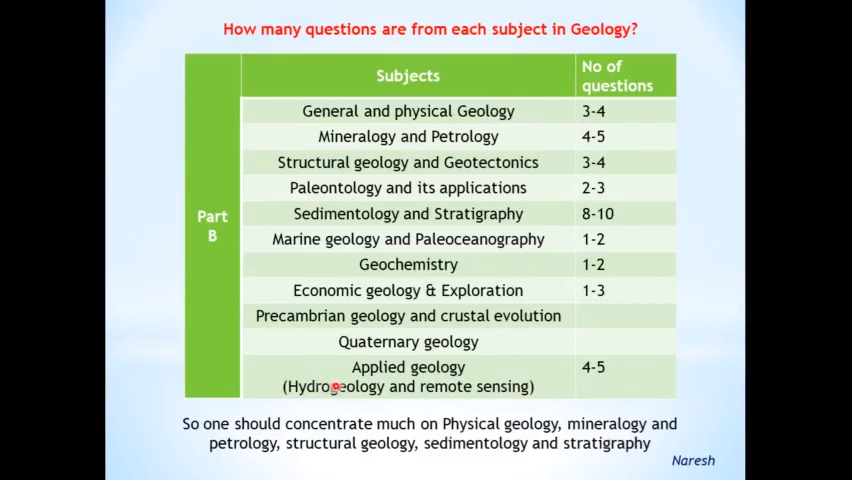 How many questions are from each subject in Geology?
Subjects
No of
questions
Part
B
General and physical Geology 3-4
Mineralogy and Petrology 4-5
Structural geology and Geotectonics 3-4
Paleontology and its applications 2-3
Sedimentology and Stratigraphy 8-10
Marine geology and Paleoceanography 1-2
Geochemistry 1-2
Economic geology & Exploration 1-3
Precambrian geology and crustal evolution
Quaternary geology
Applied geology 4-5
(Hydrogeology and remote sensing)
So one should concentrate much on Physical geology, mineralogy and
petrology, structural geology, sedimentology and stratigraphy
Naresh